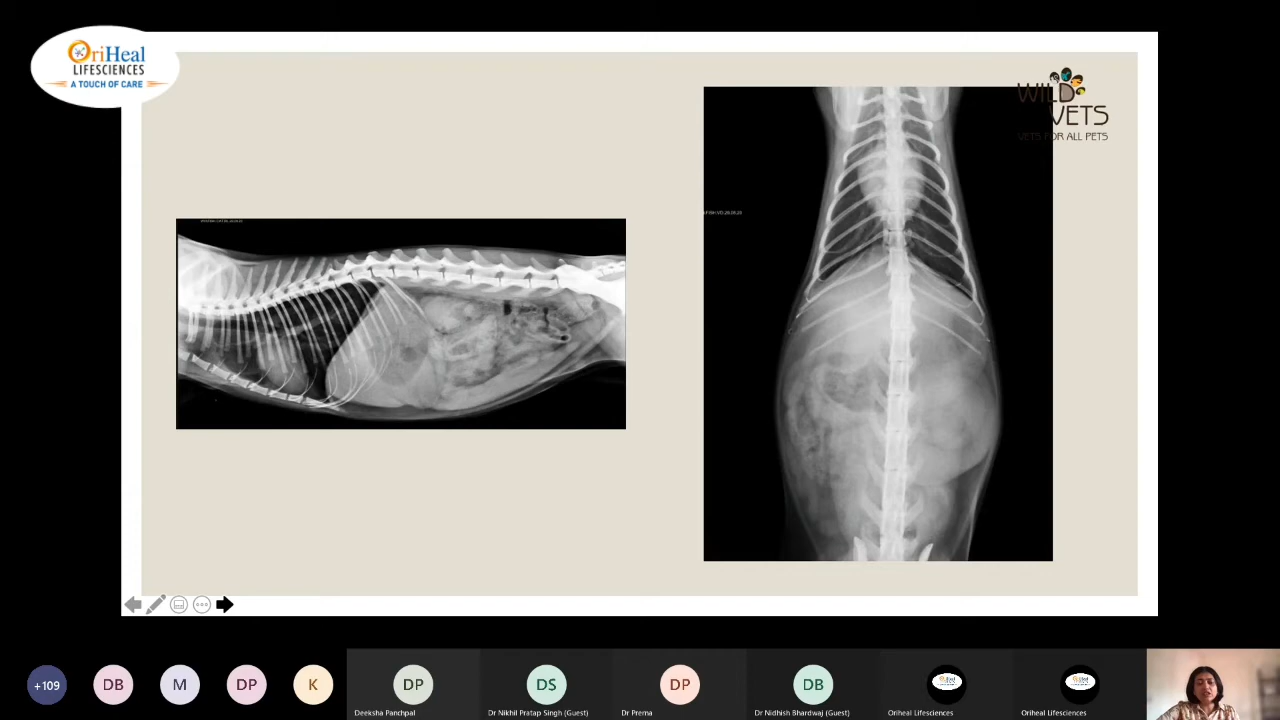 OriHeal
LIFESCIENCES
A TOUCH OF CARE
WILD
VETS
VETS FOR ALL PETS
+109
DB
M
DP
K
DP
DS
DP
DB
Deeksha Panchpal
Dr Nikhil Pratap Singh (Guest)
Dr Prerna
Dr Nidhish Bhardwaj (Guest)
Oriheal Lifesciences
Oriheal Lifesciences